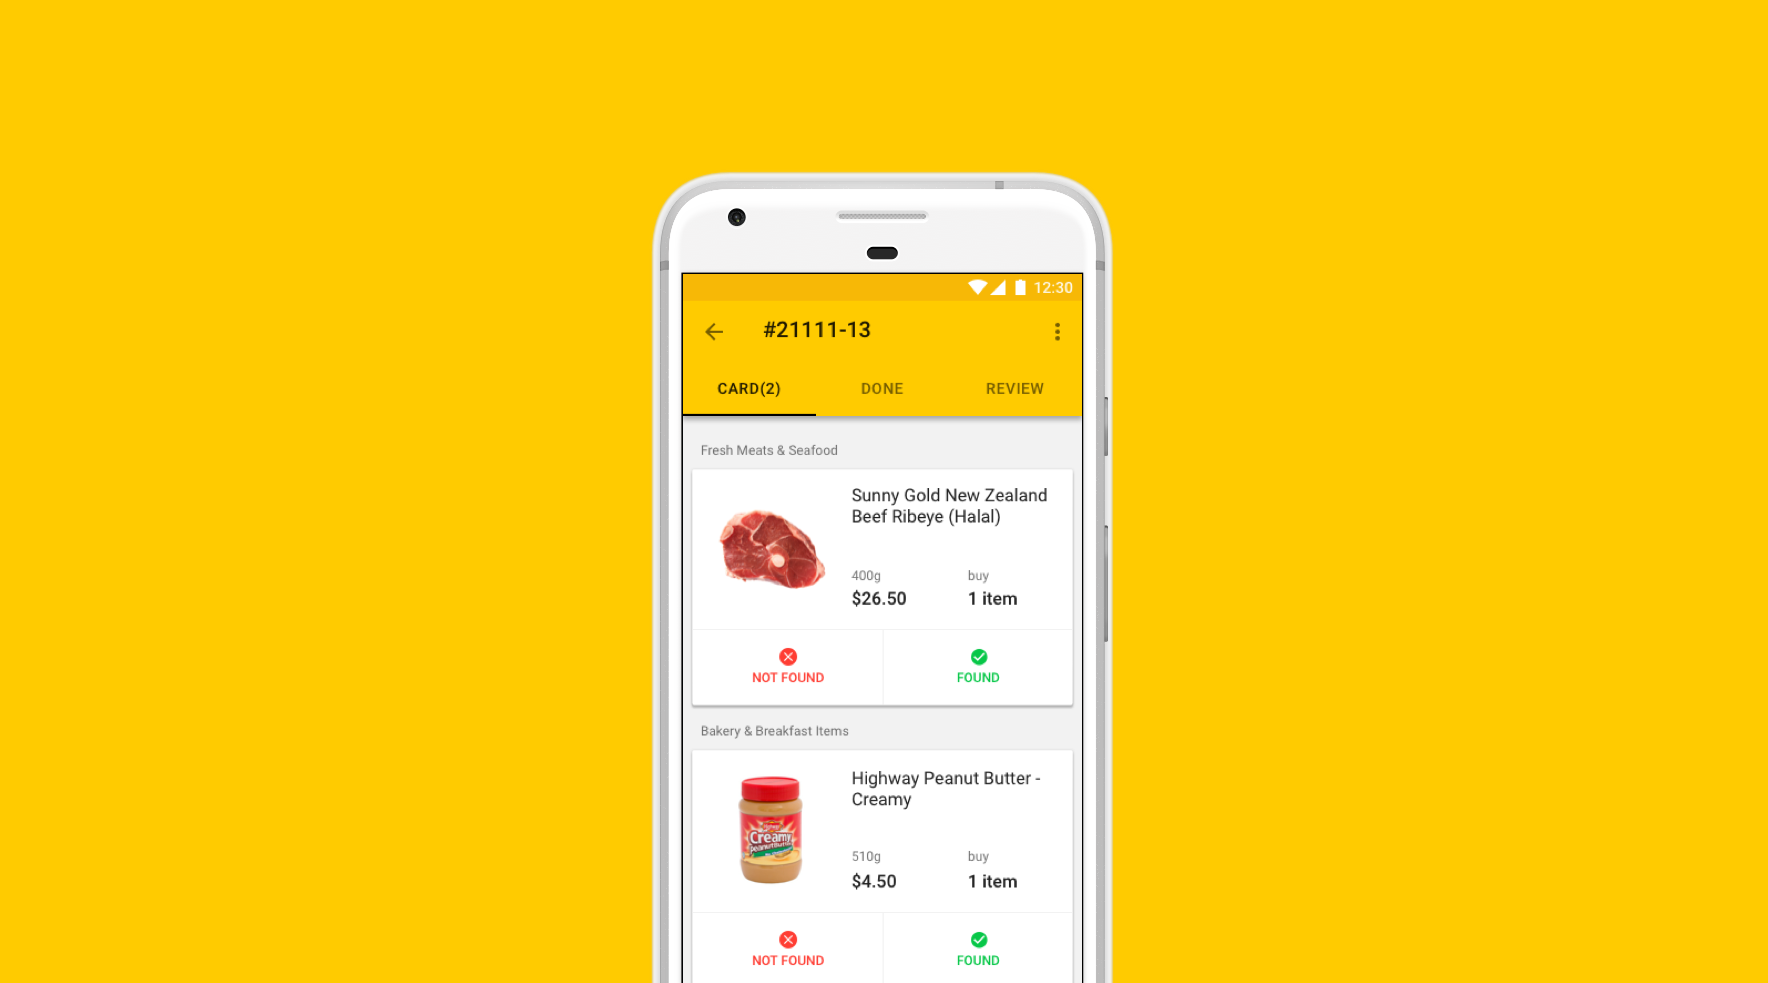 12:30
#21111-13
CARD(2) DONE REVIEW
Fresh Meats & Seafood
Sunny Gold New Zealand
Beef Ribeye (Halal)
400g buy
$26.50 1 item
NOT FOUND FOUND
Bakery & Breakfast Items
Highway Peanut Butter -
Creamy
Creamy
510g buy
$4.50 1 item
NOT FOUND FOUND